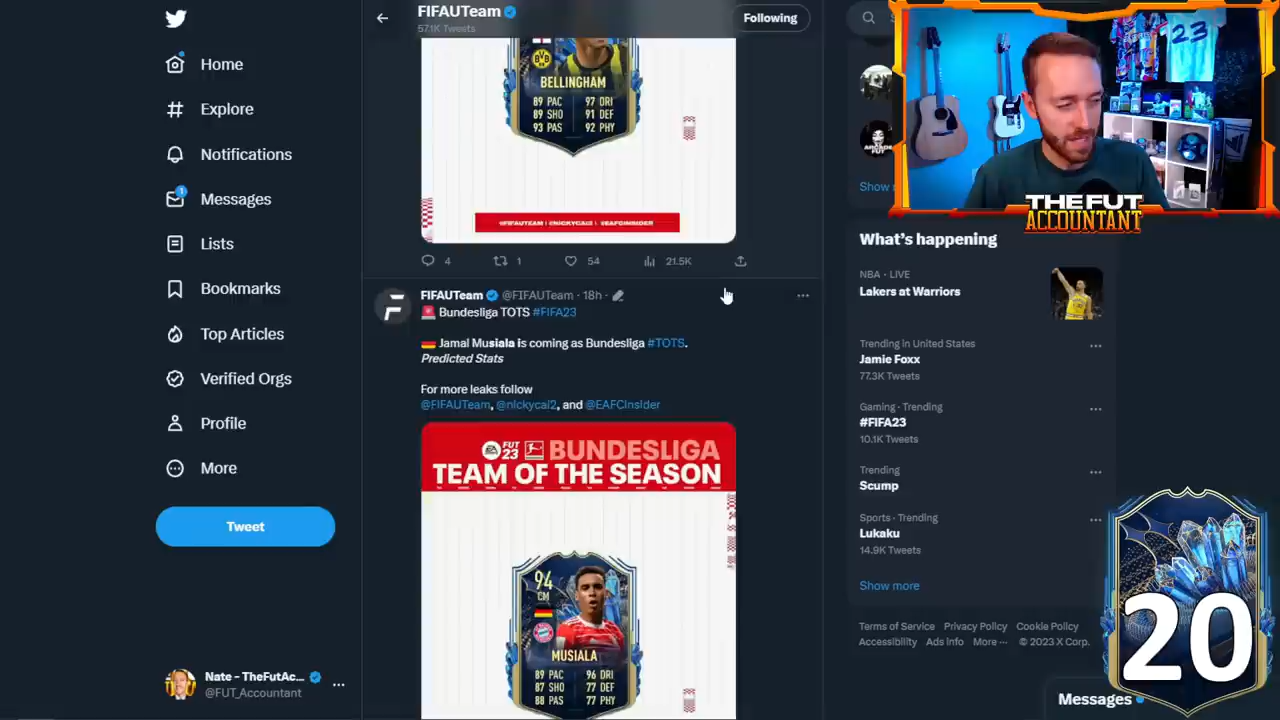 FIFAUTeam
57.1K Tweets
Following
Home
Explore
Notifications
1
Messages
Lists
Bookmarks
Top Articles
Verified Orgs
Profile
More
Tweet
Nate - TheFutAc...
@FUT_Accountant
BELLINGHAM
89 PAC 97 DRI
89 SHO 91 DEF
93 PAS 92 PHY
@FIFAUTEAM | @NICKYCAL2 | @EAFCINSIDER
4 1 54 21.5K
FIFAUTeam @FIFAUTeam · 18h ·
Bundesliga TOTS #FIFA23
Jamal Musiala is coming as Bundesliga #TOTS.
Predicted Stats
For more leaks follow
@FIFAUTeam, @nickycal2, and @EAFCInsider
FUT 23 BUNDESLIGA
TEAM OF THE SEASON
94
CM
MUSIALA
89 PAC 96 DRI
87 SHO 77 DEF
88 PAS 77 PHY
23
THE FUT
ACCOUNTANT
Show
What's happening
NBA · LIVE
Lakers at Warriors
Trending in United States
Jamie Foxx
77.3K Tweets
Gaming · Trending
#FIFA23
10.1K Tweets
Trending
Scump
Sports · Trending
Lukaku
14.9K Tweets
Show more
Terms of Service Privacy Policy Cookie Policy
Accessibility Ads info More ··· © 2023 X Corp.
Messages
20